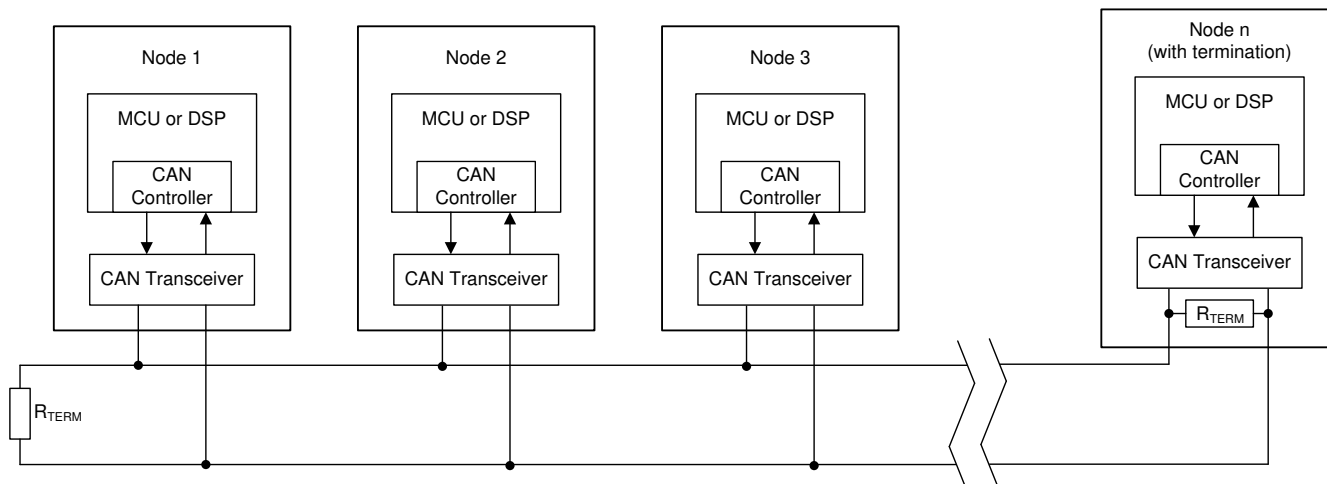 Node 1
MCU or DSP
CAN
Controller
CAN Transceiver
Node 2
MCU or DSP
CAN
Controller
CAN Transceiver
Node 3
MCU or DSP
CAN
Controller
CAN Transceiver
Node n
(with termination)
MCU or DSP
CAN
Controller
CAN Transceiver
RTERM
RTERM